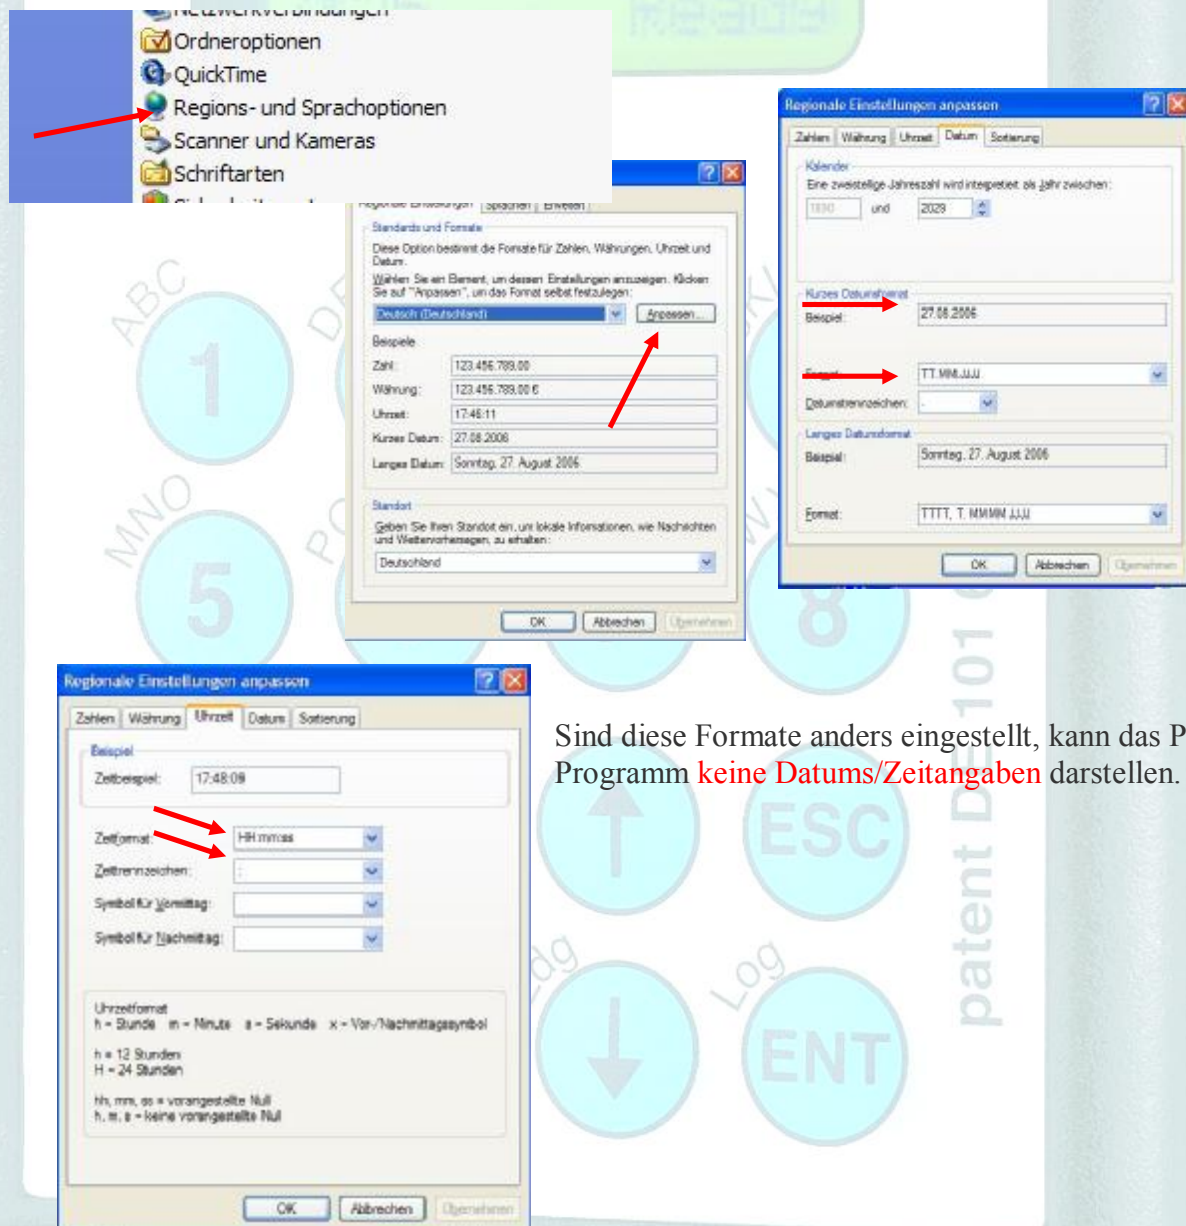 Ordneroptionen
QuickTime
Regions- und Sprachoptionen
Scanner und Kameras
Schriftarten
Regionale Einstellungen Sprachen Erweitert
Standards und Formate
Diese Option bestimmt die Formate für Zahlen, Währungen, Uhrzeit und
Datum.
Wählen Sie ein Element, um dessen Einstellungen anzuzeigen. Klicken
Sie auf "Anpassen", um das Format selbst festzulegen:
Deutsch (Deutschland) Anpassen...
Beispiele
Zahl: 123.456.789,00
Währung: 123.456.789,00 €
Uhrzeit: 17:46:11
Kurzes Datum: 27.08.2006
Langes Datum: Sonntag, 27. August 2006
Standort
Geben Sie Ihren Standort ein, um lokale Informationen, wie Nachrichten
und Wettervorhersagen, zu erhalten:
Deutschland
OK Abbrechen Übernehmen
Regionale Einstellungen anpassen
Zahlen Währung Uhrzeit Datum Sortierung
Kalender
Eine zweistellige Jahreszahl wird interpretiert als Jahr zwischen:
1930 und 2029
Kurzes Datumsformat
Beispiel: 27.08.2006
Format: TT.MM.JJJJ
Datumstrennzeichen: .
Langes Datumsformat
Beispiel: Sonntag, 27. August 2006
Format: TTTT, T. MMMM JJJJ
OK Abbrechen Übernehmen
Regionale Einstellungen anpassen
Zahlen Währung Uhrzeit Datum Sortierung
Beispiel
Zeitbeispiel: 17:48:09
Zeitformat: HH:mm:ss
Zeittrennzeichen: :
Symbol für Vormittag:
Symbol für Nachmittag:
Uhrzeitformat
h = Stunde m = Minute s = Sekunde x = Vor-/Nachmittagssymbol
h = 12 Stunden
H = 24 Stunden
hh, mm, ss = vorangestellte Null
h, m, s = keine vorangestellte Null
OK Abbrechen Übernehmen
Sind diese Formate anders eingestellt, kann das P
Programm keine Datums/Zeitangaben darstellen.
ABC
1
MNO
5
8
ESC
Log
ENT
patent DE 101